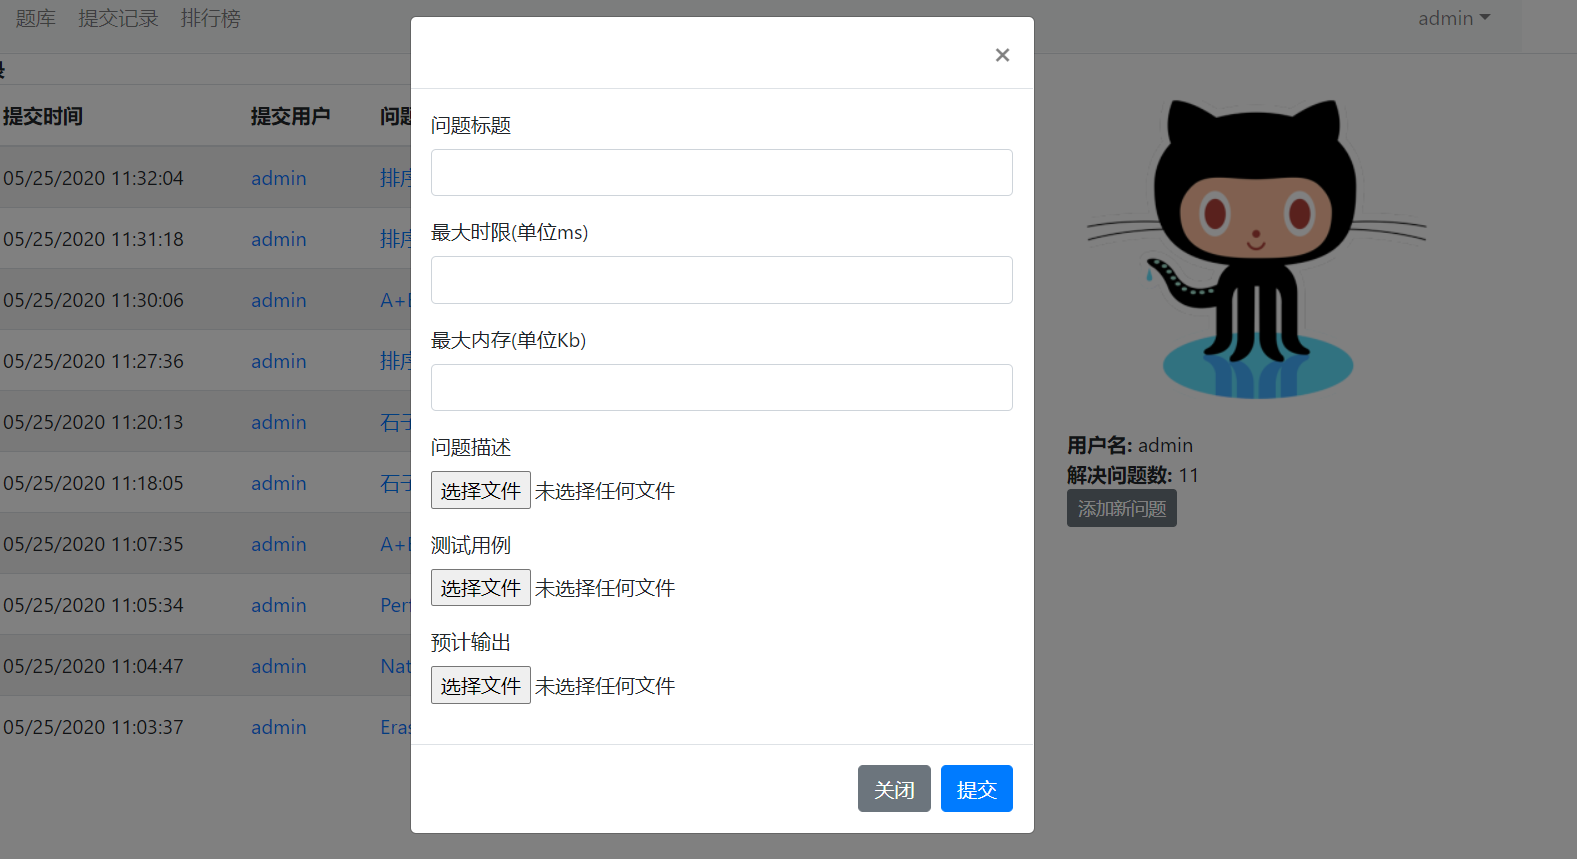 题库 提交记录 排行榜 admin
提交时间 提交用户 问题
05/25/2020 11:32:04 admin 排序
05/25/2020 11:31:18 admin 排序
05/25/2020 11:30:06 admin A+
05/25/2020 11:27:36 admin 排序
05/25/2020 11:20:13 admin 石子
05/25/2020 11:18:05 admin 石子
05/25/2020 11:07:35 admin A+
05/25/2020 11:05:34 admin Per
05/25/2020 11:04:47 admin Nat
05/25/2020 11:03:37 admin Eras
×
问题标题
最大时限(单位ms)
最大内存(单位Kb)
问题描述
选择文件 未选择任何文件
测试用例
选择文件 未选择任何文件
预计输出
选择文件 未选择任何文件
关闭 提交
用户名: admin
解决问题数: 11
添加新问题